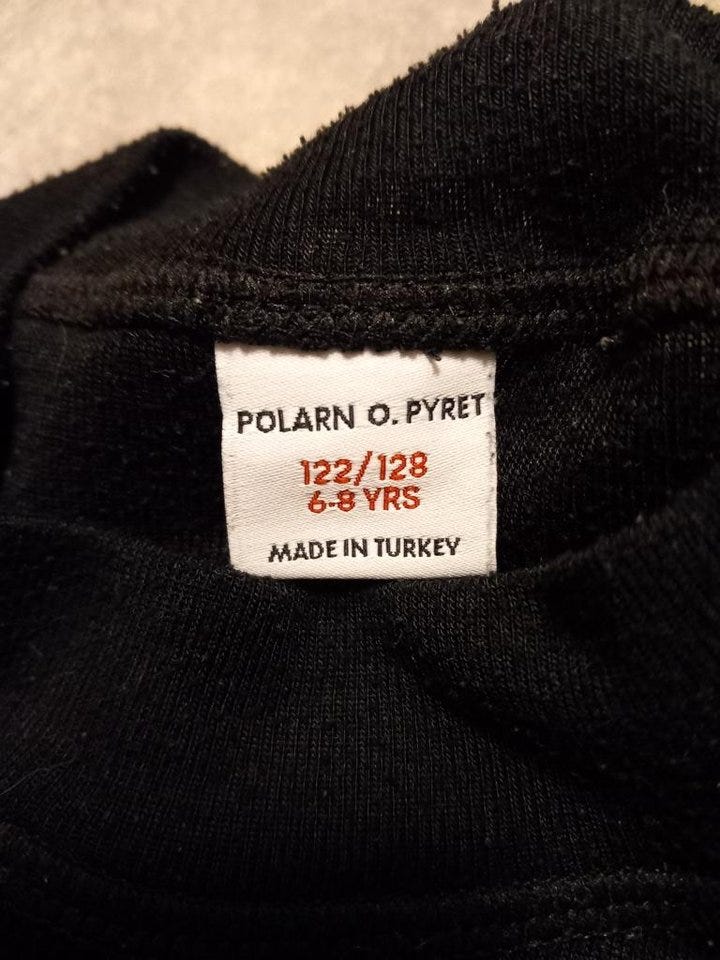 POLARN O. PYRET
122/128
6-8 YRS
MADE IN TURKEY